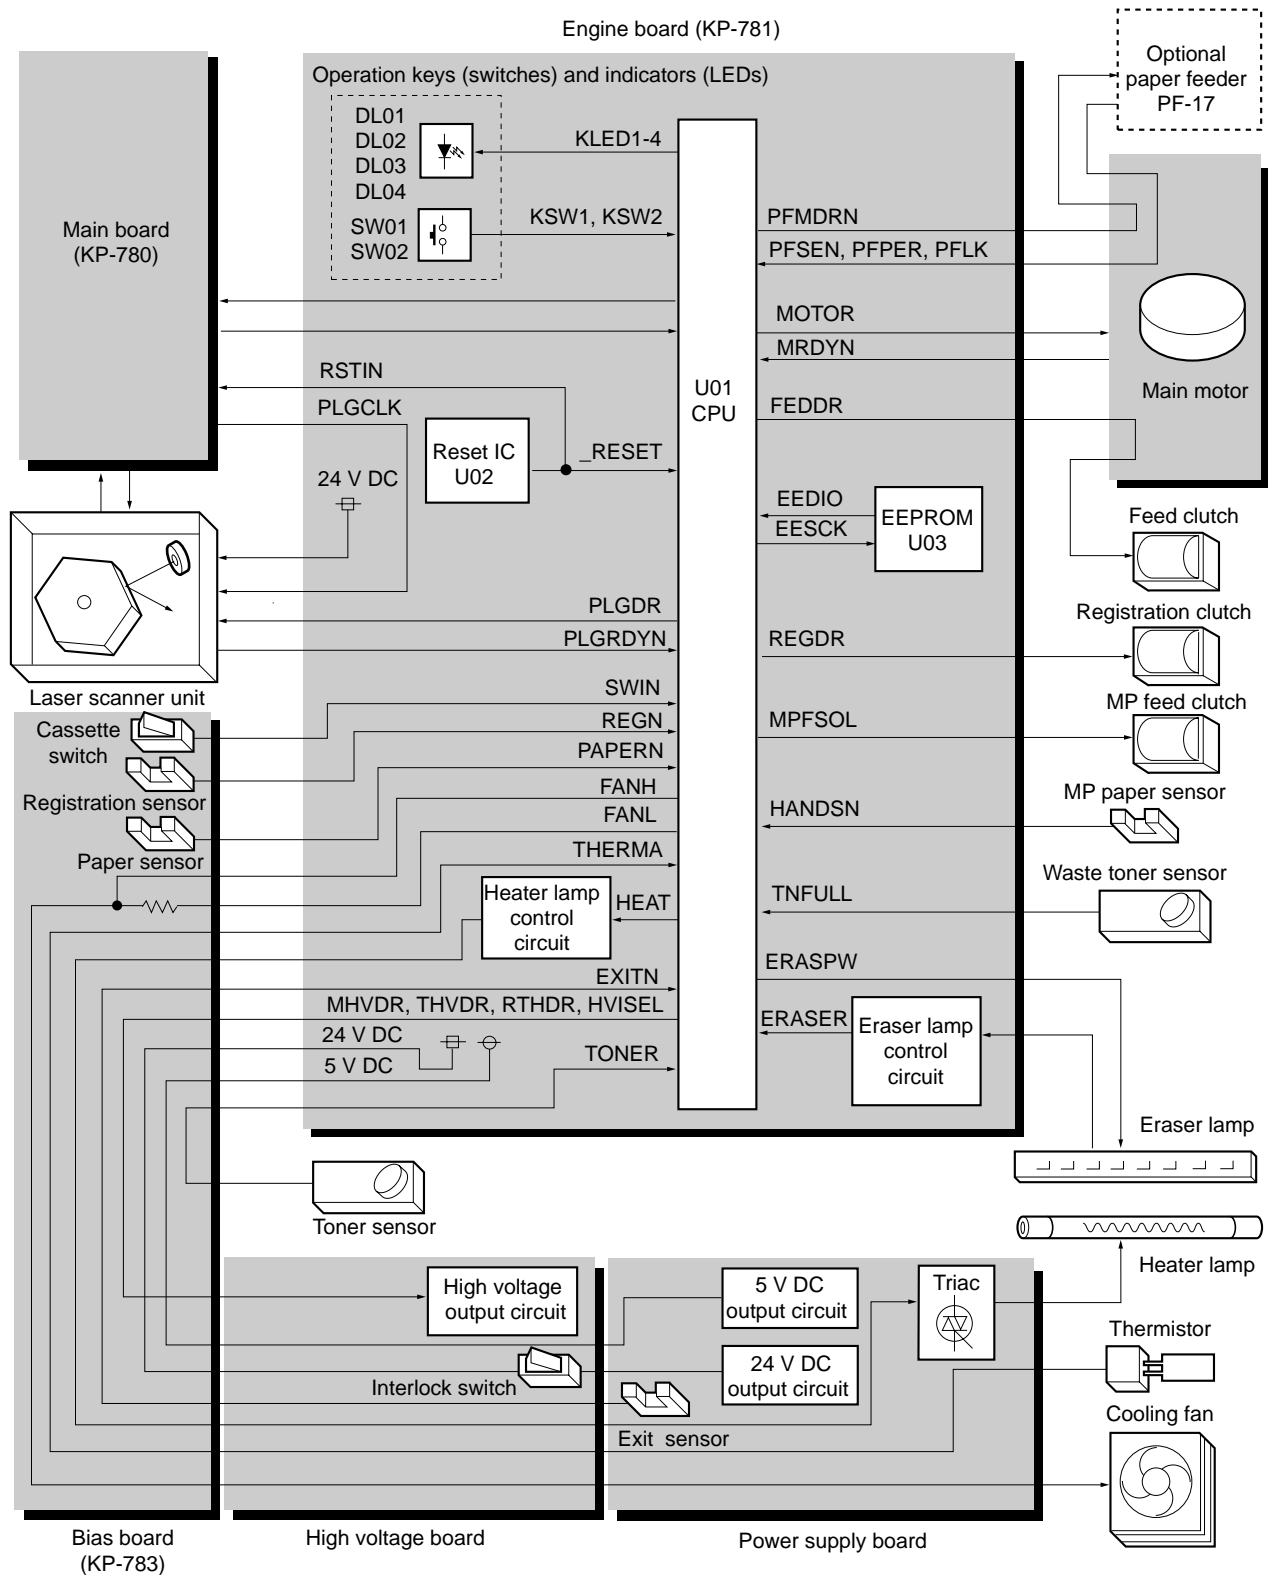 Engine board (KP-781)
Operation keys (switches) and indicators (LEDs)
DL01
DL02
DL03
DL04
KLED1-4
SW01
SW02
KSW1, KSW2
Main board
(KP-780)
Optional
paper feeder
PF-17
PFMDRN
PFSEN, PFPER, PFLK
MOTOR
MRDYN
Main motor
RSTIN
PLGCLK
U01
CPU
FEDDR
Reset IC
U02
_RESET
24 V DC
EEDIO
EESCK
EEPROM
U03
Feed clutch
PLGDR
PLGRDYN
Registration clutch
REGDR
Laser scanner unit
SWIN
REGN
PAPERN
FANH
FANL
THERMA
MP feed clutch
MPFSOL
Cassette
switch
Registration sensor
Paper sensor
MP paper sensor
HANDSN
Waste toner sensor
TNFULL
Heater lamp
control
circuit
HEAT
EXITN
MHVDR, THVDR, RTHDR, HVISEL
24 V DC
5 V DC
TONER
ERASPW
ERASER
Eraser lamp
control
circuit
Eraser lamp
Toner sensor
Heater lamp
High voltage
output circuit
5 V DC
output circuit
Triac
Thermistor
Interlock switch
24 V DC
output circuit
Exit sensor
Cooling fan
Bias board
(KP-783)
High voltage board
Power supply board